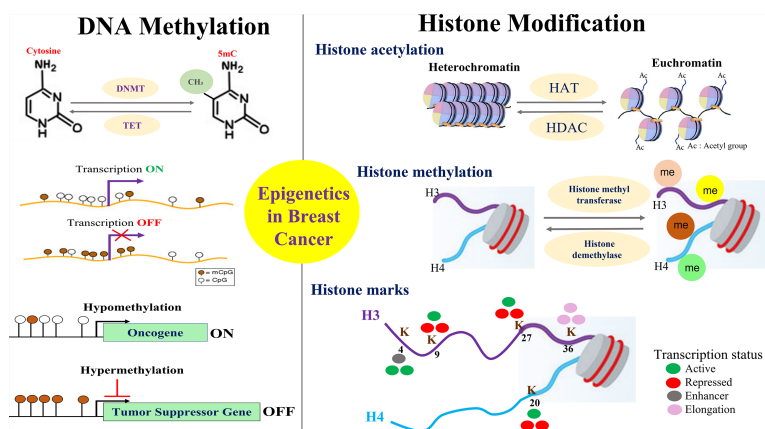 DNA Methylation
Cytosine
NH₂
N
N
H
O
DNMT
TET
5mC
CH₃
NH₂
N
N
H
O
Transcription ON
Transcription OFF
= mCpG
= CpG
Hypomethylation
Oncogene
ON
Hypermethylation
Tumor Suppressor Gene
OFF
Epigenetics
in Breast
Cancer
Histone Modification
Histone acetylation
Heterochromatin
HAT
HDAC
Euchromatin
Ac
Ac
Ac
Ac
Ac
Ac : Acetyl group
Histone methylation
H3
H4
Histone methyl
transferase
Histone
demethylase
me
me
H3
me
H4
me
Histone marks
H3
K
4
K
9
K
27
K
36
K
20
H4
Transcription status
Active
Repressed
Enhancer
Elongation